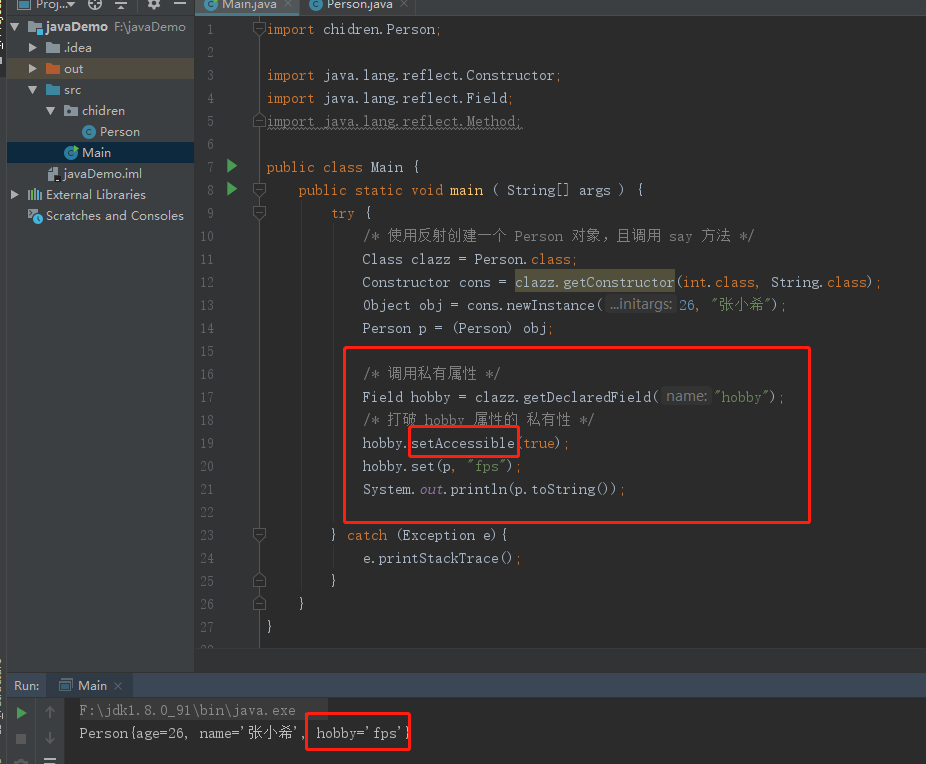 Proj...
Main.java
Person.java
javaDemo F:\javaDemo
.idea
out
src
chidren
Person
Main
javaDemo.iml
External Libraries
Scratches and Consoles
1 import chidren.Person;
2
3 import java.lang.reflect.Constructor;
4 import java.lang.reflect.Field;
5 import java.lang.reflect.Method;
6
7 public class Main {
8 public static void main ( String[] args ) {
9 try {
10 /* 使用反射创建一个 Person 对象，且调用 say 方法 */
11 Class clazz = Person.class;
12 Constructor cons = clazz.getConstructor(int.class, String.class);
13 Object obj = cons.newInstance( ...initargs: 26, "张小希");
14 Person p = (Person) obj;
15
16 /* 调用私有属性 */
17 Field hobby = clazz.getDeclaredField( name: "hobby");
18 /* 打破 hobby 属性的 私有性 */
19 hobby.setAccessible(true);
20 hobby.set(p, "fps");
21 System.out.println(p.toString());
22
23 } catch (Exception e){
24 e.printStackTrace();
25 }
26 }
27 }
Run: Main
F:\jdk1.8.0_91\bin\java.exe
Person{age=26, name='张小希', hobby='fps'}